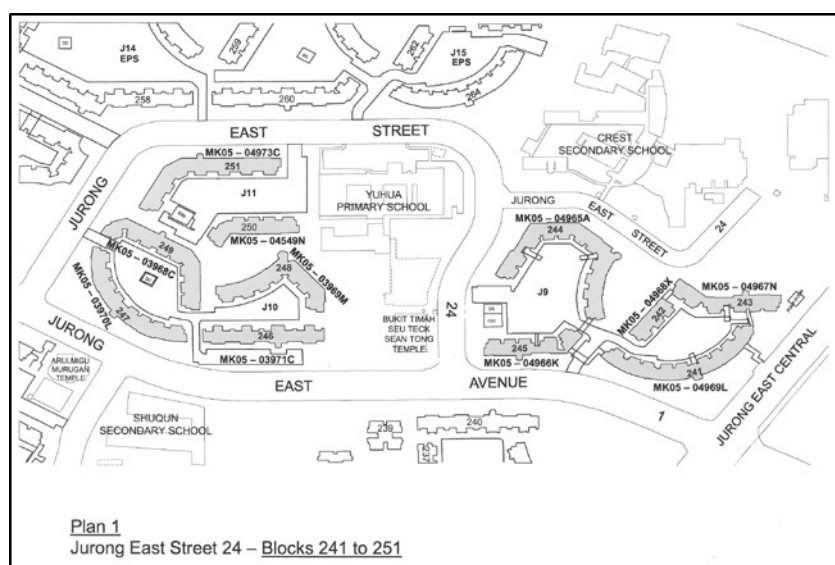 J14
EPS
259
262
J15
EPS
258
260
264
EAST STREET
CREST
SECONDARY SCHOOL
MK05 – 04973C
251
J11
YUHUA
PRIMARY SCHOOL
JURONG
JURONG EAST STREET 24
MK05 – 04965A
244
250
MK05 – 04549N
249
MK05 – 03968C
248
MK05 – 03969M
J10
247
MK05 – 03970L
246
MK05 – 03971C
J9
MK05 – 04968X
242
MK05 – 04967N
243
24
BUKIT TIMAH
SEU TECK
SEAN TONG
TEMPLE
245
MK05 – 04966K
241
MK05 – 04969L
JURONG EAST AVENUE 1
JURONG EAST CENTRAL
ARULMIGU
MURUGAN
TEMPLE
SHUQUN
SECONDARY SCHOOL
239
240
237
Plan 1
Jurong East Street 24 – Blocks 241 to 251